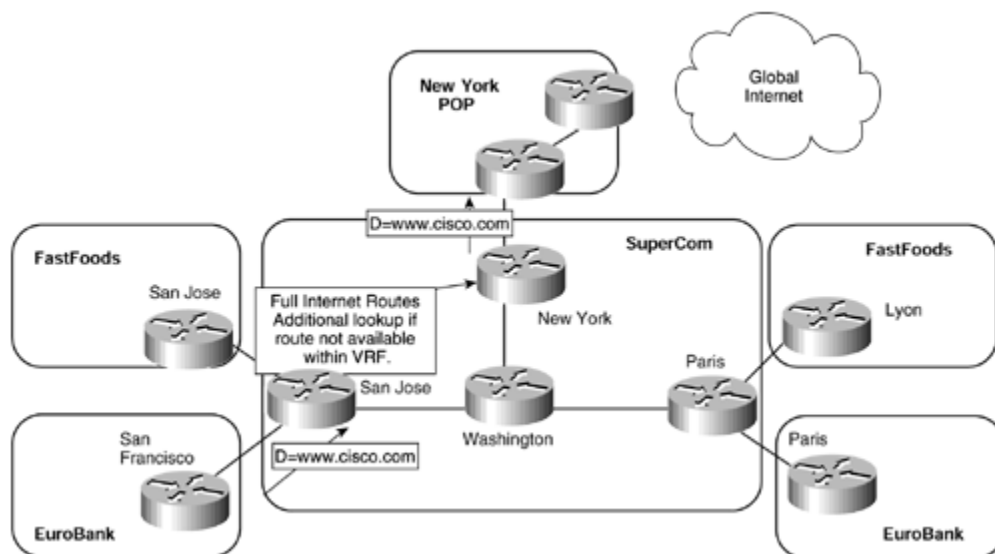 New York
POP
Global
Internet
D=www.cisco.com
FastFoods
San Jose
SuperCom
FastFoods
Lyon
Full Internet Routes
Additional lookup if
route not available
within VRF.
New York
San Jose
Paris
Washington
San
Francisco
D=www.cisco.com
Paris
EuroBank
EuroBank